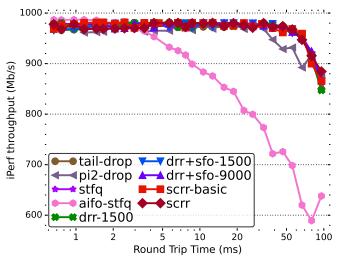 1000
900
800
700
600
iPerf throughput (Mb/s)
tail-drop
pi2-drop
stfq
aifo-stfq
drr-1500
drr+sfo-1500
drr+sfo-9000
scrr-basic
scrr
1 2 5 10 20 50 100
Round Trip Time (ms)